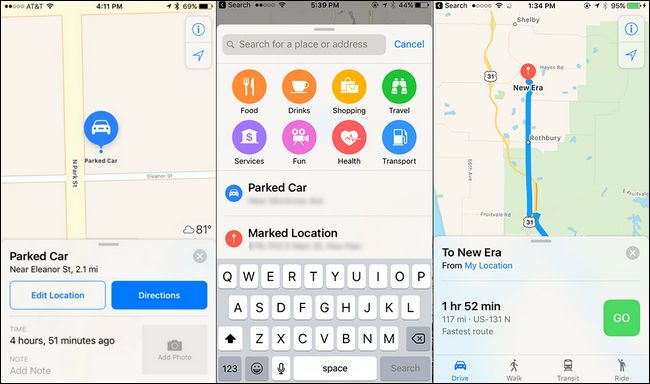 AT&T 4:11 PM 69%
N Park St
Parked Car
Eleanor St
81°
Parked Car
Near Eleanor St, 2.1 mi
Edit Location
Directions
TIME
4 hours, 51 minutes ago
NOTE
Add Note
Add Photo
Search 5:39 PM 44%
Search for a place or address
Cancel
Food Drinks Shopping Travel
Services Fun Health Transport
Parked Car
Marked Location
Q W E R T Y U I O P
A S D F G H J K L
Z X C V B N M
123 space Search
Search 1:34 PM 95%
Shelby
Hayes Rd
31
New Era
Rothbury
66th Ave
Fruitvale Rd
Fruitvale Rd
31
To New Era
From My Location
1 hr 52 min
117 mi · US-131 N
Fastest route
GO
Drive Walk Transit Ride